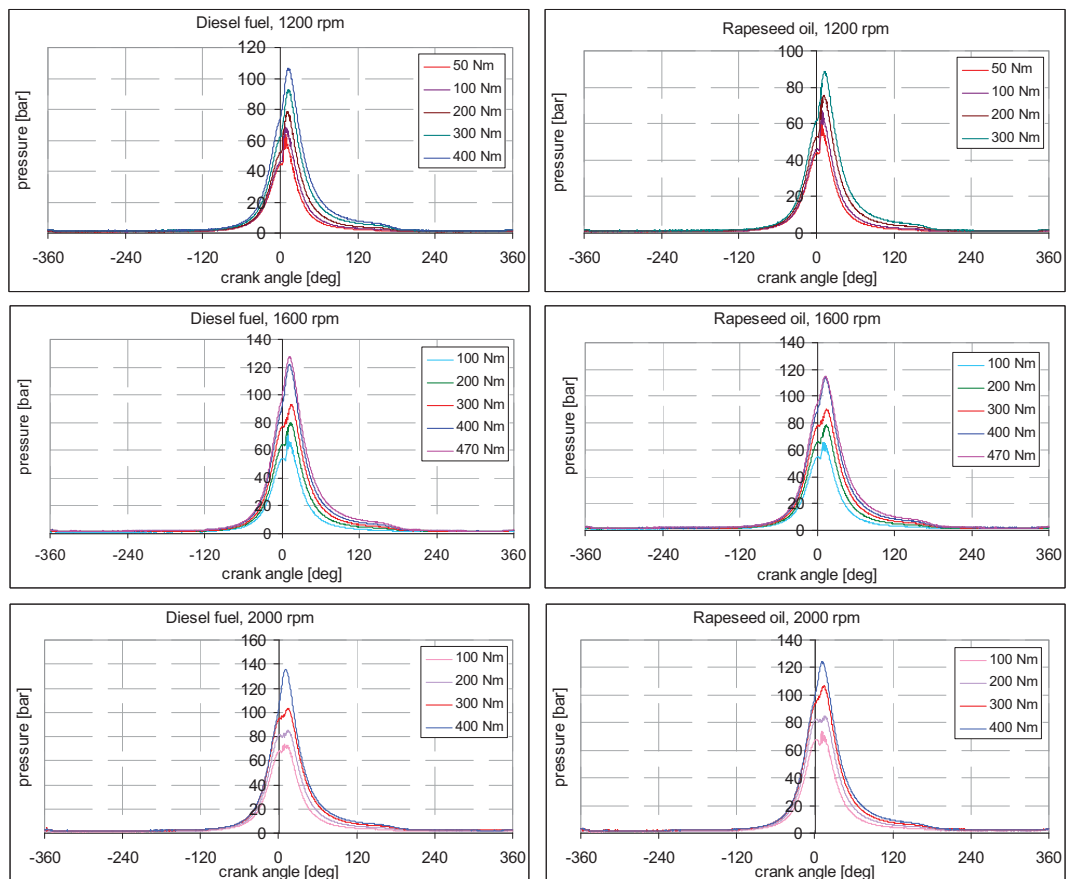 Diesel fuel, 1200 rpm
pressure [bar]
120
100
80
60
40
20
0
-360 -240 -120 0 120 240 360
crank angle [deg]
50 Nm
100 Nm
200 Nm
300 Nm
400 Nm
Rapeseed oil, 1200 rpm
pressure [bar]
100
80
60
40
20
0
-360 -240 -120 0 120 240 360
crank angle [deg]
50 Nm
100 Nm
200 Nm
300 Nm
Diesel fuel, 1600 rpm
pressure [bar]
140
120
100
80
60
40
20
0
-360 -240 -120 0 120 240 360
crank angle [deg]
100 Nm
200 Nm
300 Nm
400 Nm
470 Nm
Rapeseed oil, 1600 rpm
pressure [bar]
140
120
100
80
60
40
20
0
-360 -240 -120 0 120 240 360
crank angle [deg]
100 Nm
200 Nm
300 Nm
400 Nm
470 Nm
Diesel fuel, 2000 rpm
pressure [bar]
160
140
120
100
80
60
40
20
0
-360 -240 -120 0 120 240 360
crank angle [deg]
100 Nm
200 Nm
300 Nm
400 Nm
Rapeseed oil, 2000 rpm
pressure [bar]
140
120
100
80
60
40
20
0
-360 -240 -120 0 120 240 360
crank angle [deg]
100 Nm
200 Nm
300 Nm
400 Nm